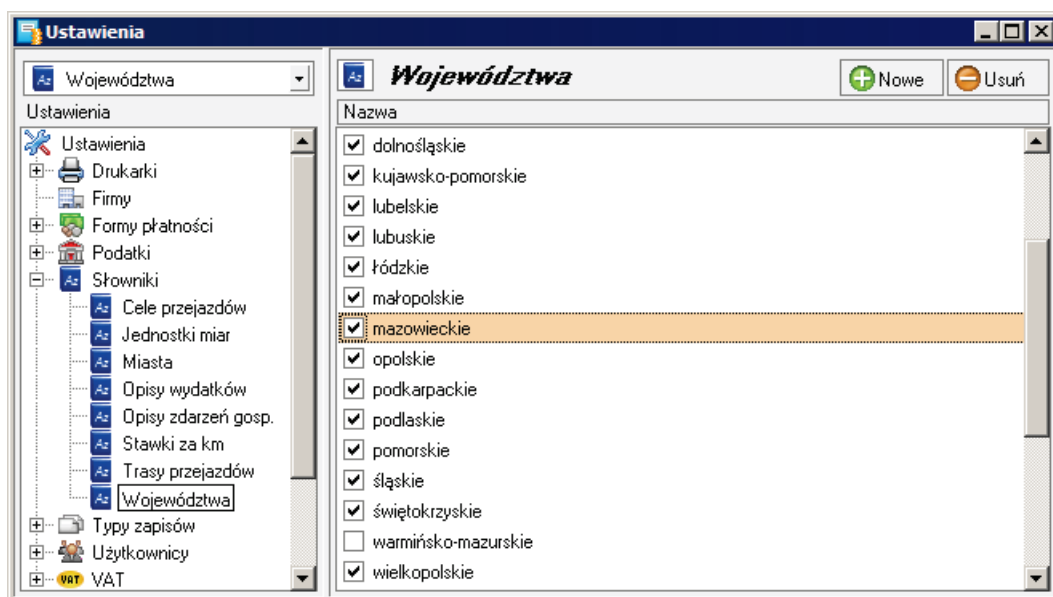 Ustawienia
Województwa
Ustawienia
Ustawienia
Drukarki
Firmy
Formy płatności
Podatki
Słowniki
Cele przejazdów
Jednostki miar
Miasta
Opisy wydatków
Opisy zdarzeń gosp.
Stawki za km
Trasy przejazdów
Województwa
Typy zapisów
Użytkownicy
VAT VAT
Województwa
Nowe
Usuń
Nazwa
dolnośląskie
kujawsko-pomorskie
lubelskie
lubuskie
łódzkie
małopolskie
mazowieckie
opolskie
podkarpackie
podlaskie
pomorskie
śląskie
świętokrzyskie
warmińsko-mazurskie
wielkopolskie